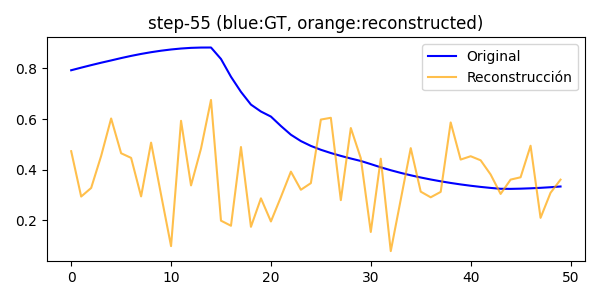 step-55 (blue:GT, orange:reconstructed)
Original
Reconstrucción
0.8
0.6
0.4
0.2
0 10 20 30 40 50